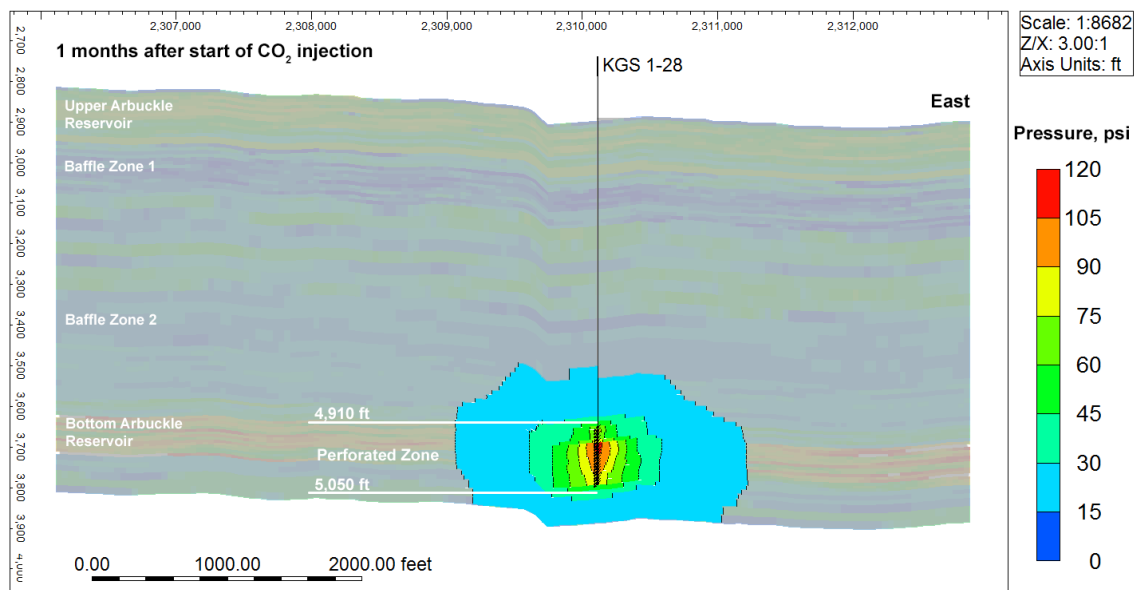 2,307,000 2,308,000 2,309,000 2,310,000 2,311,000 2,312,000
Scale: 1:8682
Z/X: 3.00:1
Axis Units: ft
1 months after start of CO2 injection
KGS 1-28
East
Upper Arbuckle
Reservoir
Baffle Zone 1
Baffle Zone 2
Bottom Arbuckle
Reservoir
4,910 ft
Perforated Zone
5,050 ft
2,700
2,800
2,900
3,000
3,100
3,200
3,300
3,400
3,500
3,600
3,700
3,800
3,900
4,000
0.00 1000.00 2000.00 feet
Pressure, psi
120
105
90
75
60
45
30
15
0